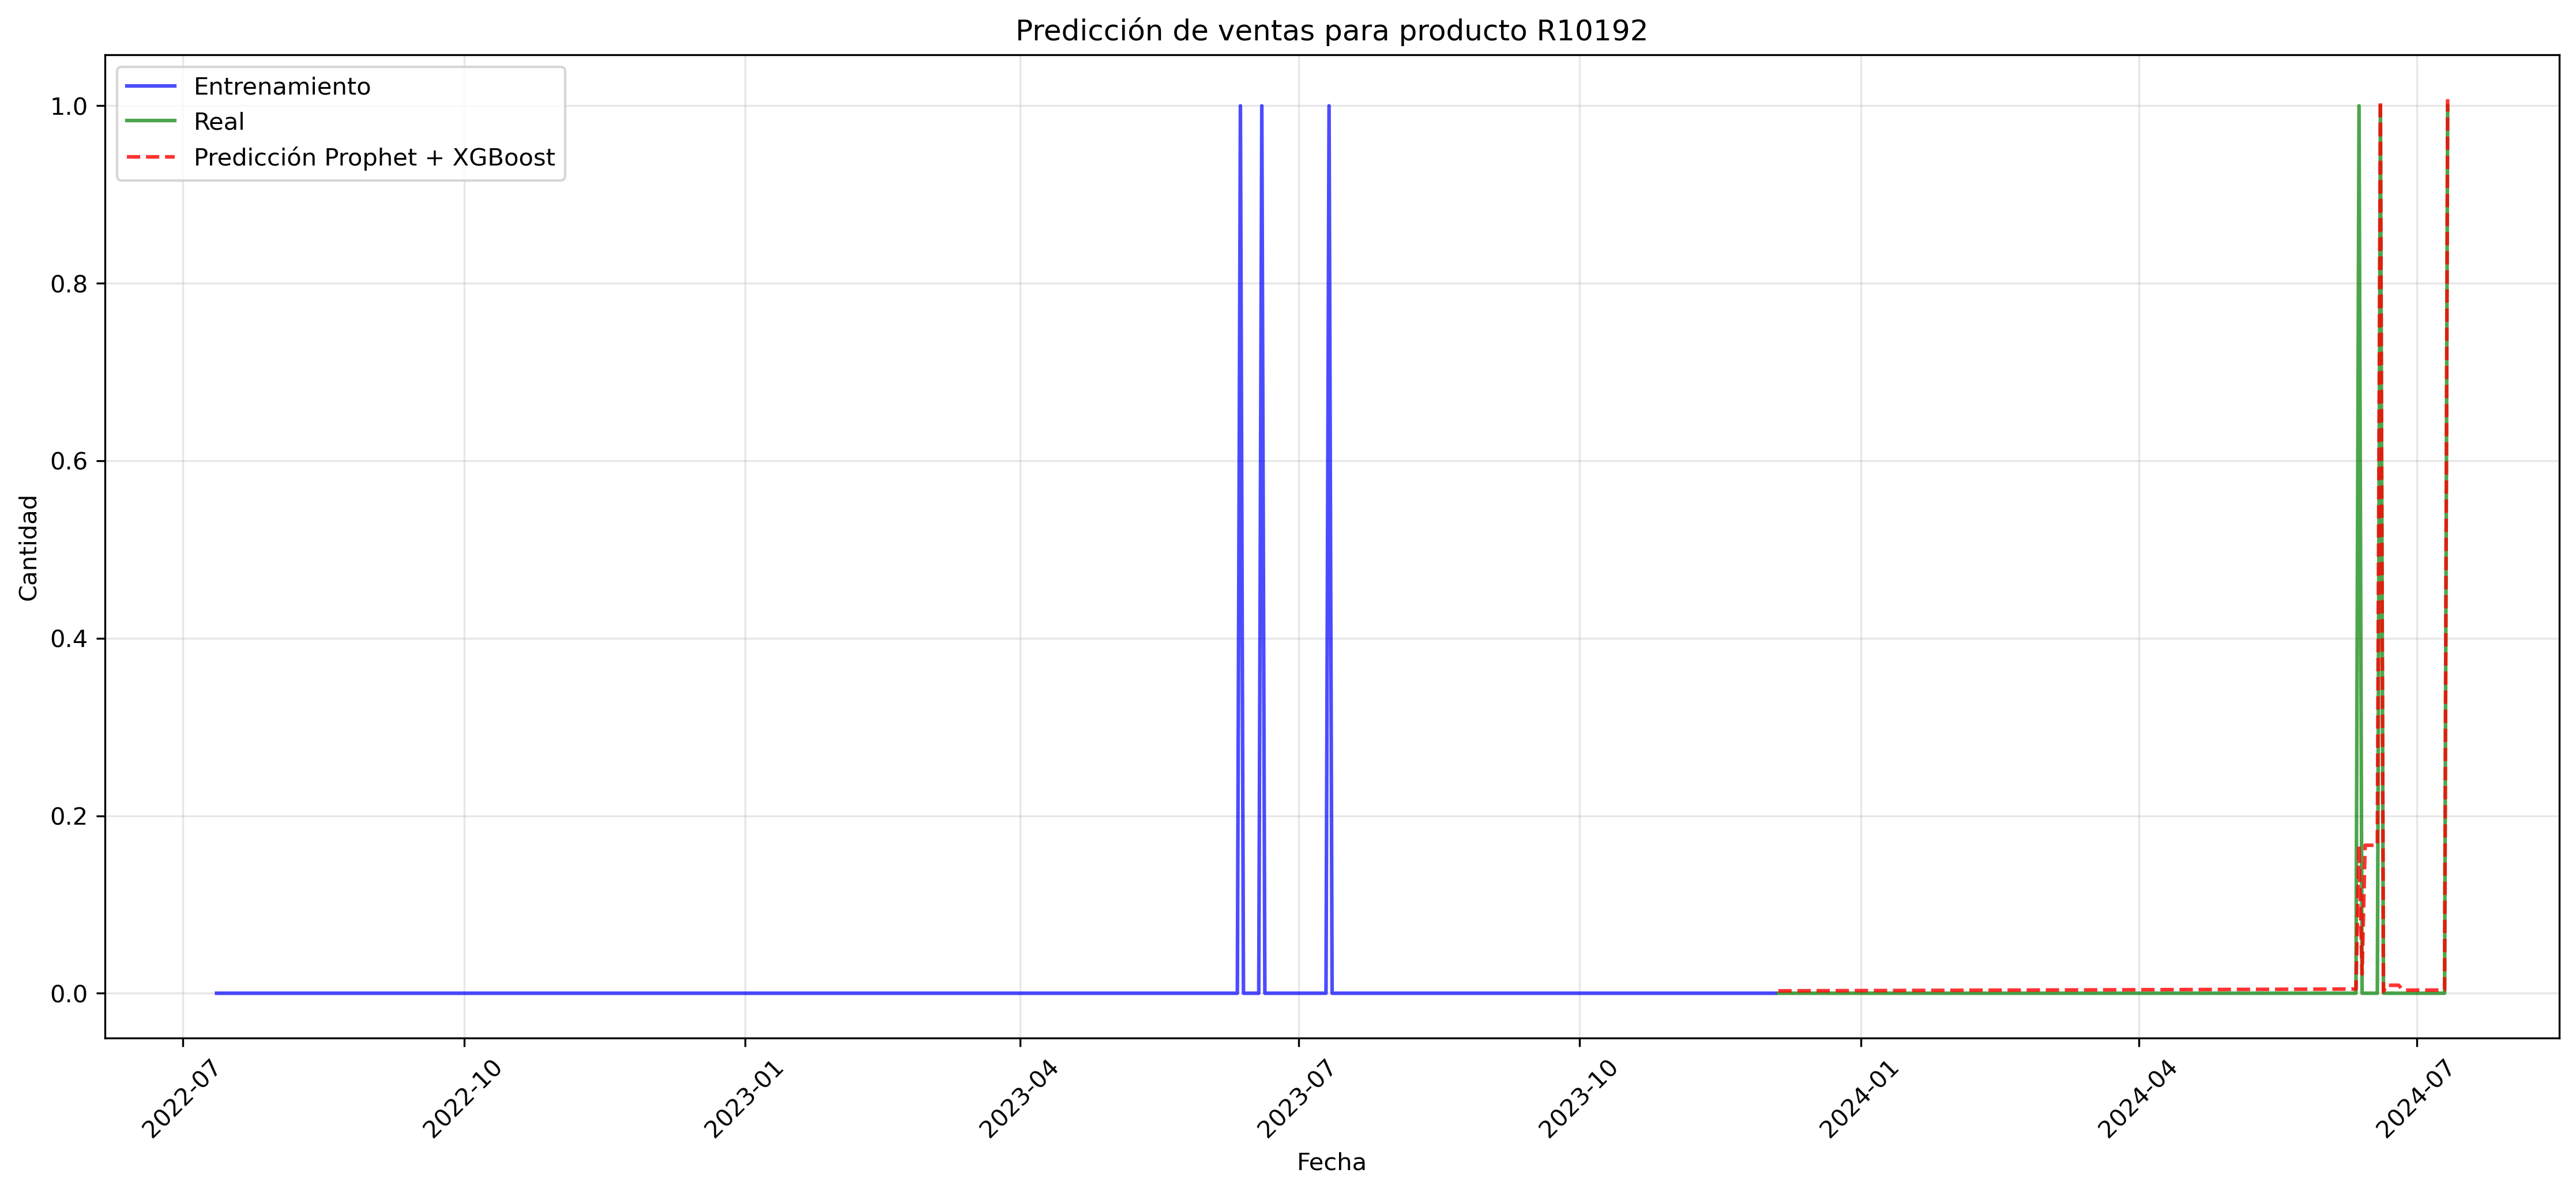 Predicción de ventas para producto R10192
Entrenamiento
Real
Predicción Prophet + XGBoost
1.0
0.8
0.6
0.4
0.2
0.0
Cantidad
2022-07
2022-10
2023-01
2023-04
2023-07
2023-10
2024-01
2024-04
2024-07
Fecha